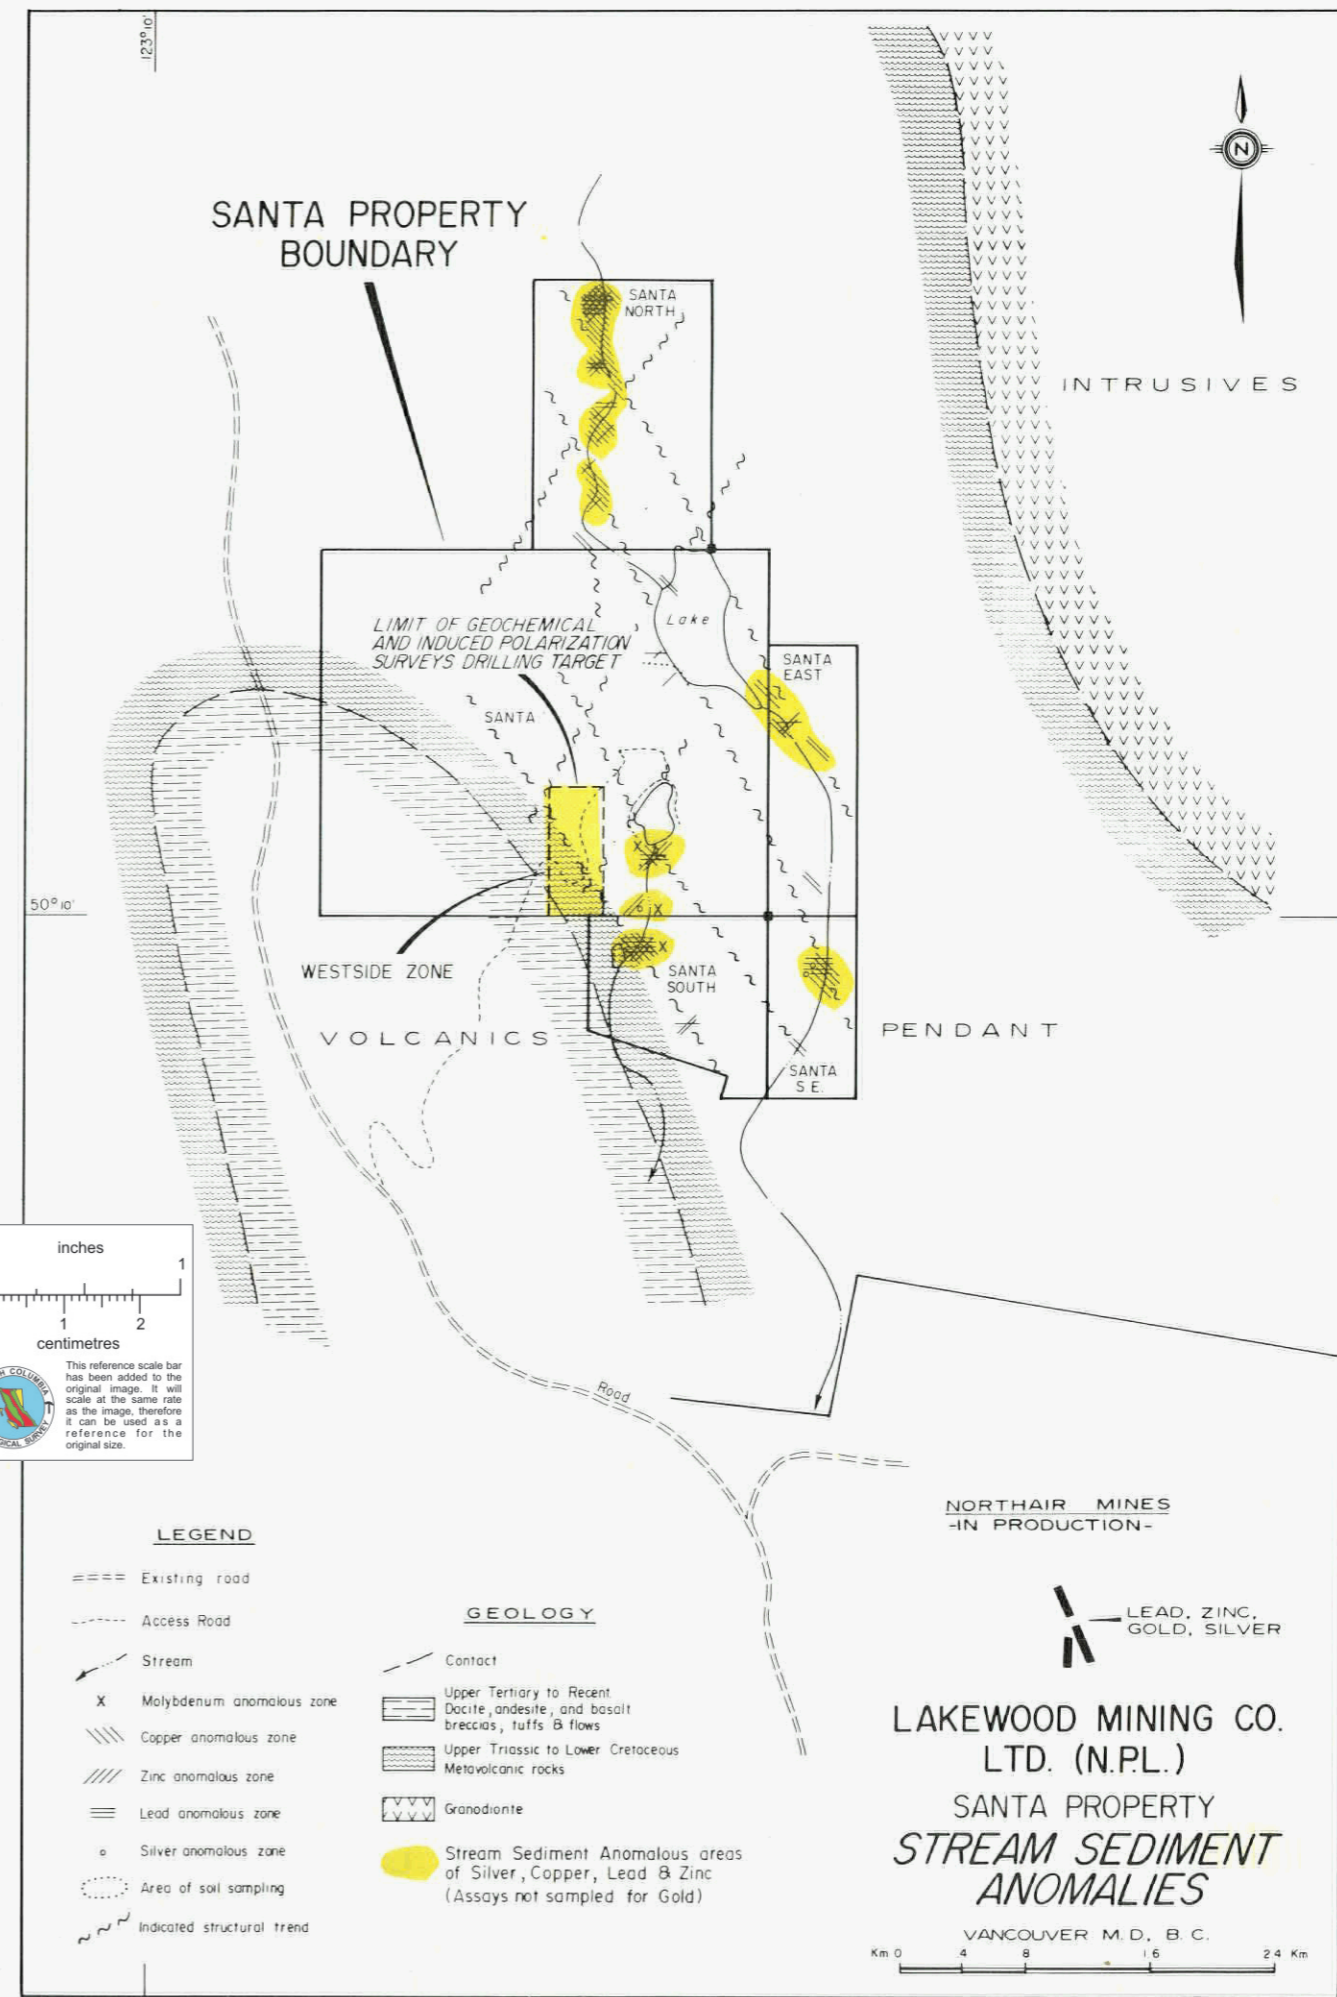 123°10'
N
SANTA PROPERTY
BOUNDARY
SANTA
NORTH
INTRUSIVES
Lake
LIMIT OF GEOCHEMICAL
AND INDUCED POLARIZATION
SURVEYS DRILLING TARGET
SANTA
EAST
SANTA
50°10'
WESTSIDE ZONE
SANTA
SOUTH
VOLCANICS
PENDANT
SANTA
S.E.
inches
1
1 2
centimetres
This reference scale bar
has been added to the
original image. It will
scale at the same rate
as the image, therefore
it can be used as a
reference for the
original size.
Road
NORTHAIR MINES
-IN PRODUCTION-
LEAD, ZINC,
GOLD, SILVER
LEGEND
Existing road
Access Road
Stream
X Molybdenum anomalous zone
Copper anomalous zone
Zinc anomalous zone
Lead anomalous zone
Silver anomalous zone
Area of soil sampling
Indicated structural trend
GEOLOGY
Contact
Upper Tertiary to Recent
Dacite, andesite, and basalt
breccias, tuffs & flows
Upper Triassic to Lower Cretaceous
Metavolcanic rocks
Granodiorite
Stream Sediment Anomalous areas
of Silver, Copper, Lead & Zinc
(Assays not sampled for Gold)
LAKEWOOD MINING CO.
LTD. (N.P.L.)
SANTA PROPERTY
STREAM SEDIMENT
ANOMALIES
VANCOUVER M.D., B.C.
Km 0 .4 .8 1.6 2.4 Km